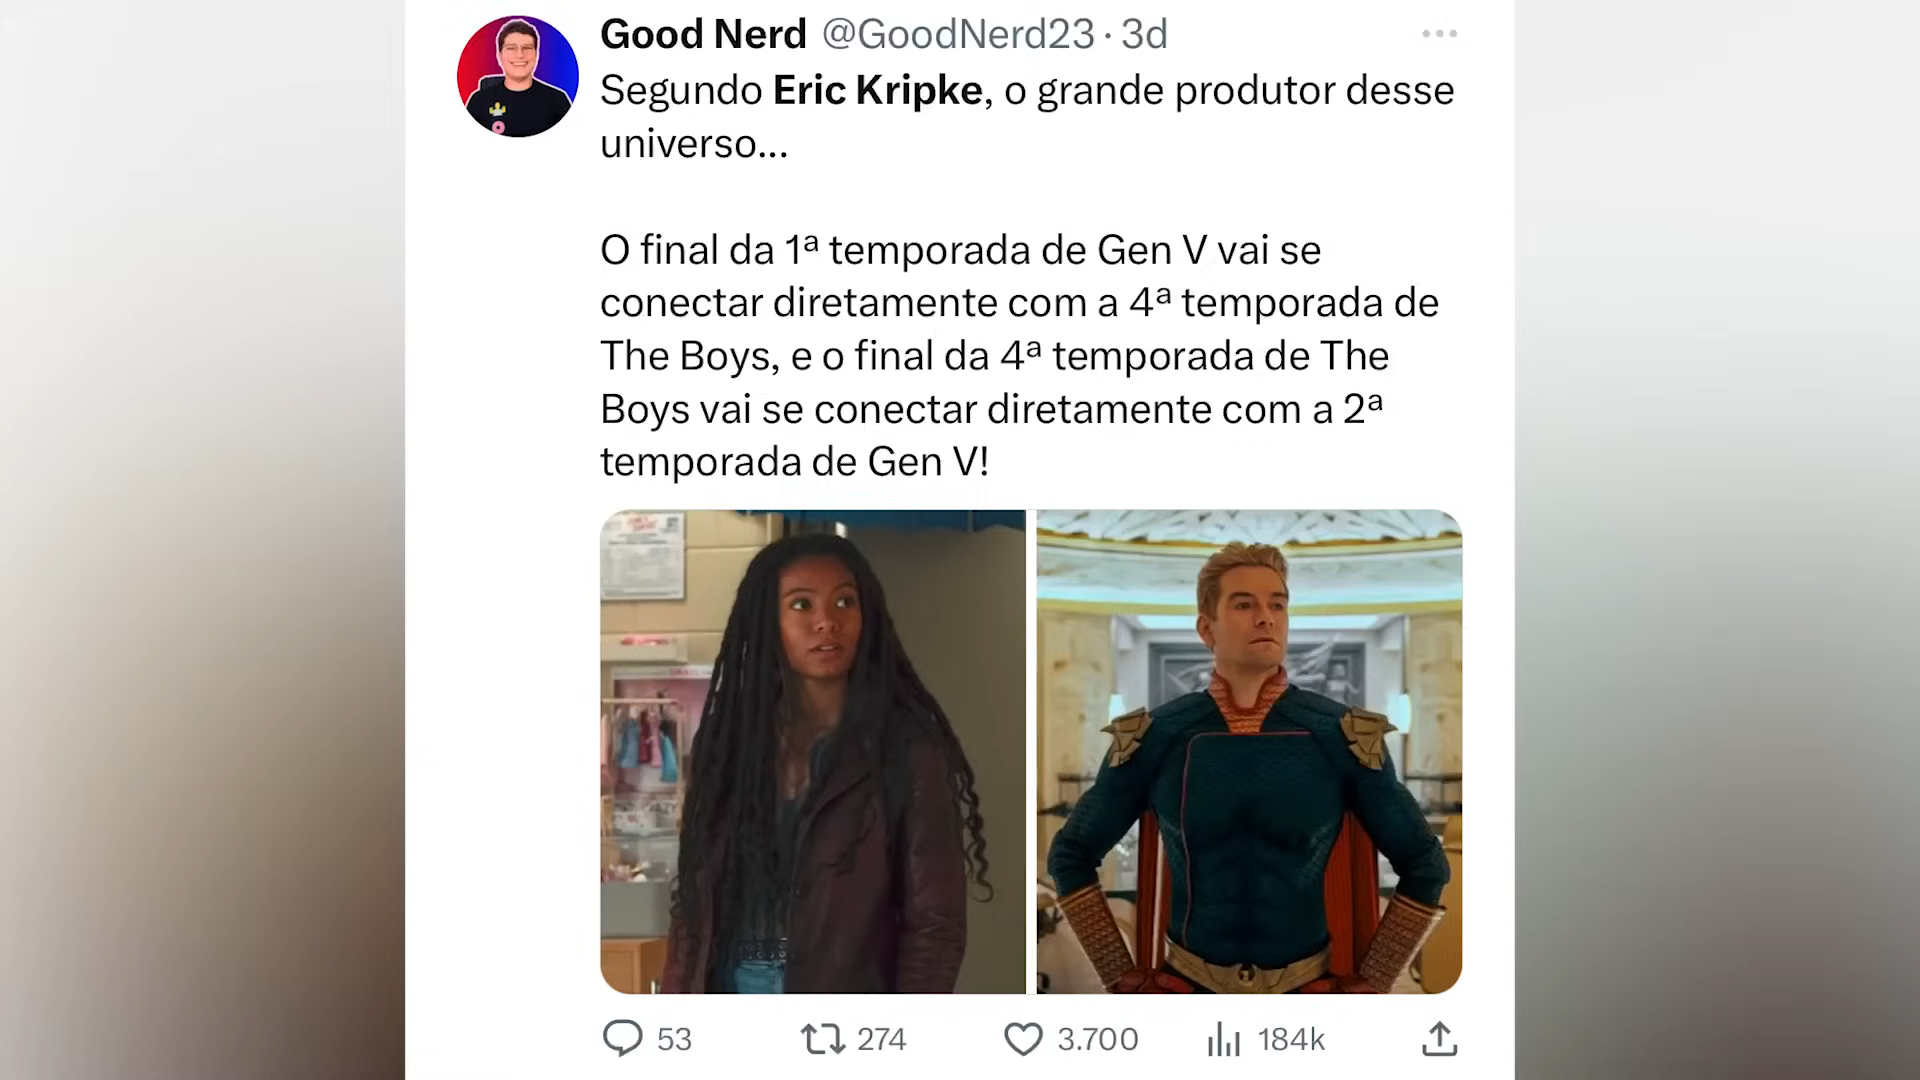 Good Nerd @GoodNerd23 · 3d
Segundo Eric Kripke, o grande produtor desse
universo...
O final da 1ª temporada de Gen V vai se
conectar diretamente com a 4ª temporada de
The Boys, e o final da 4ª temporada de The
Boys vai se conectar diretamente com a 2ª
temporada de Gen V!
53 274 3.700 184k